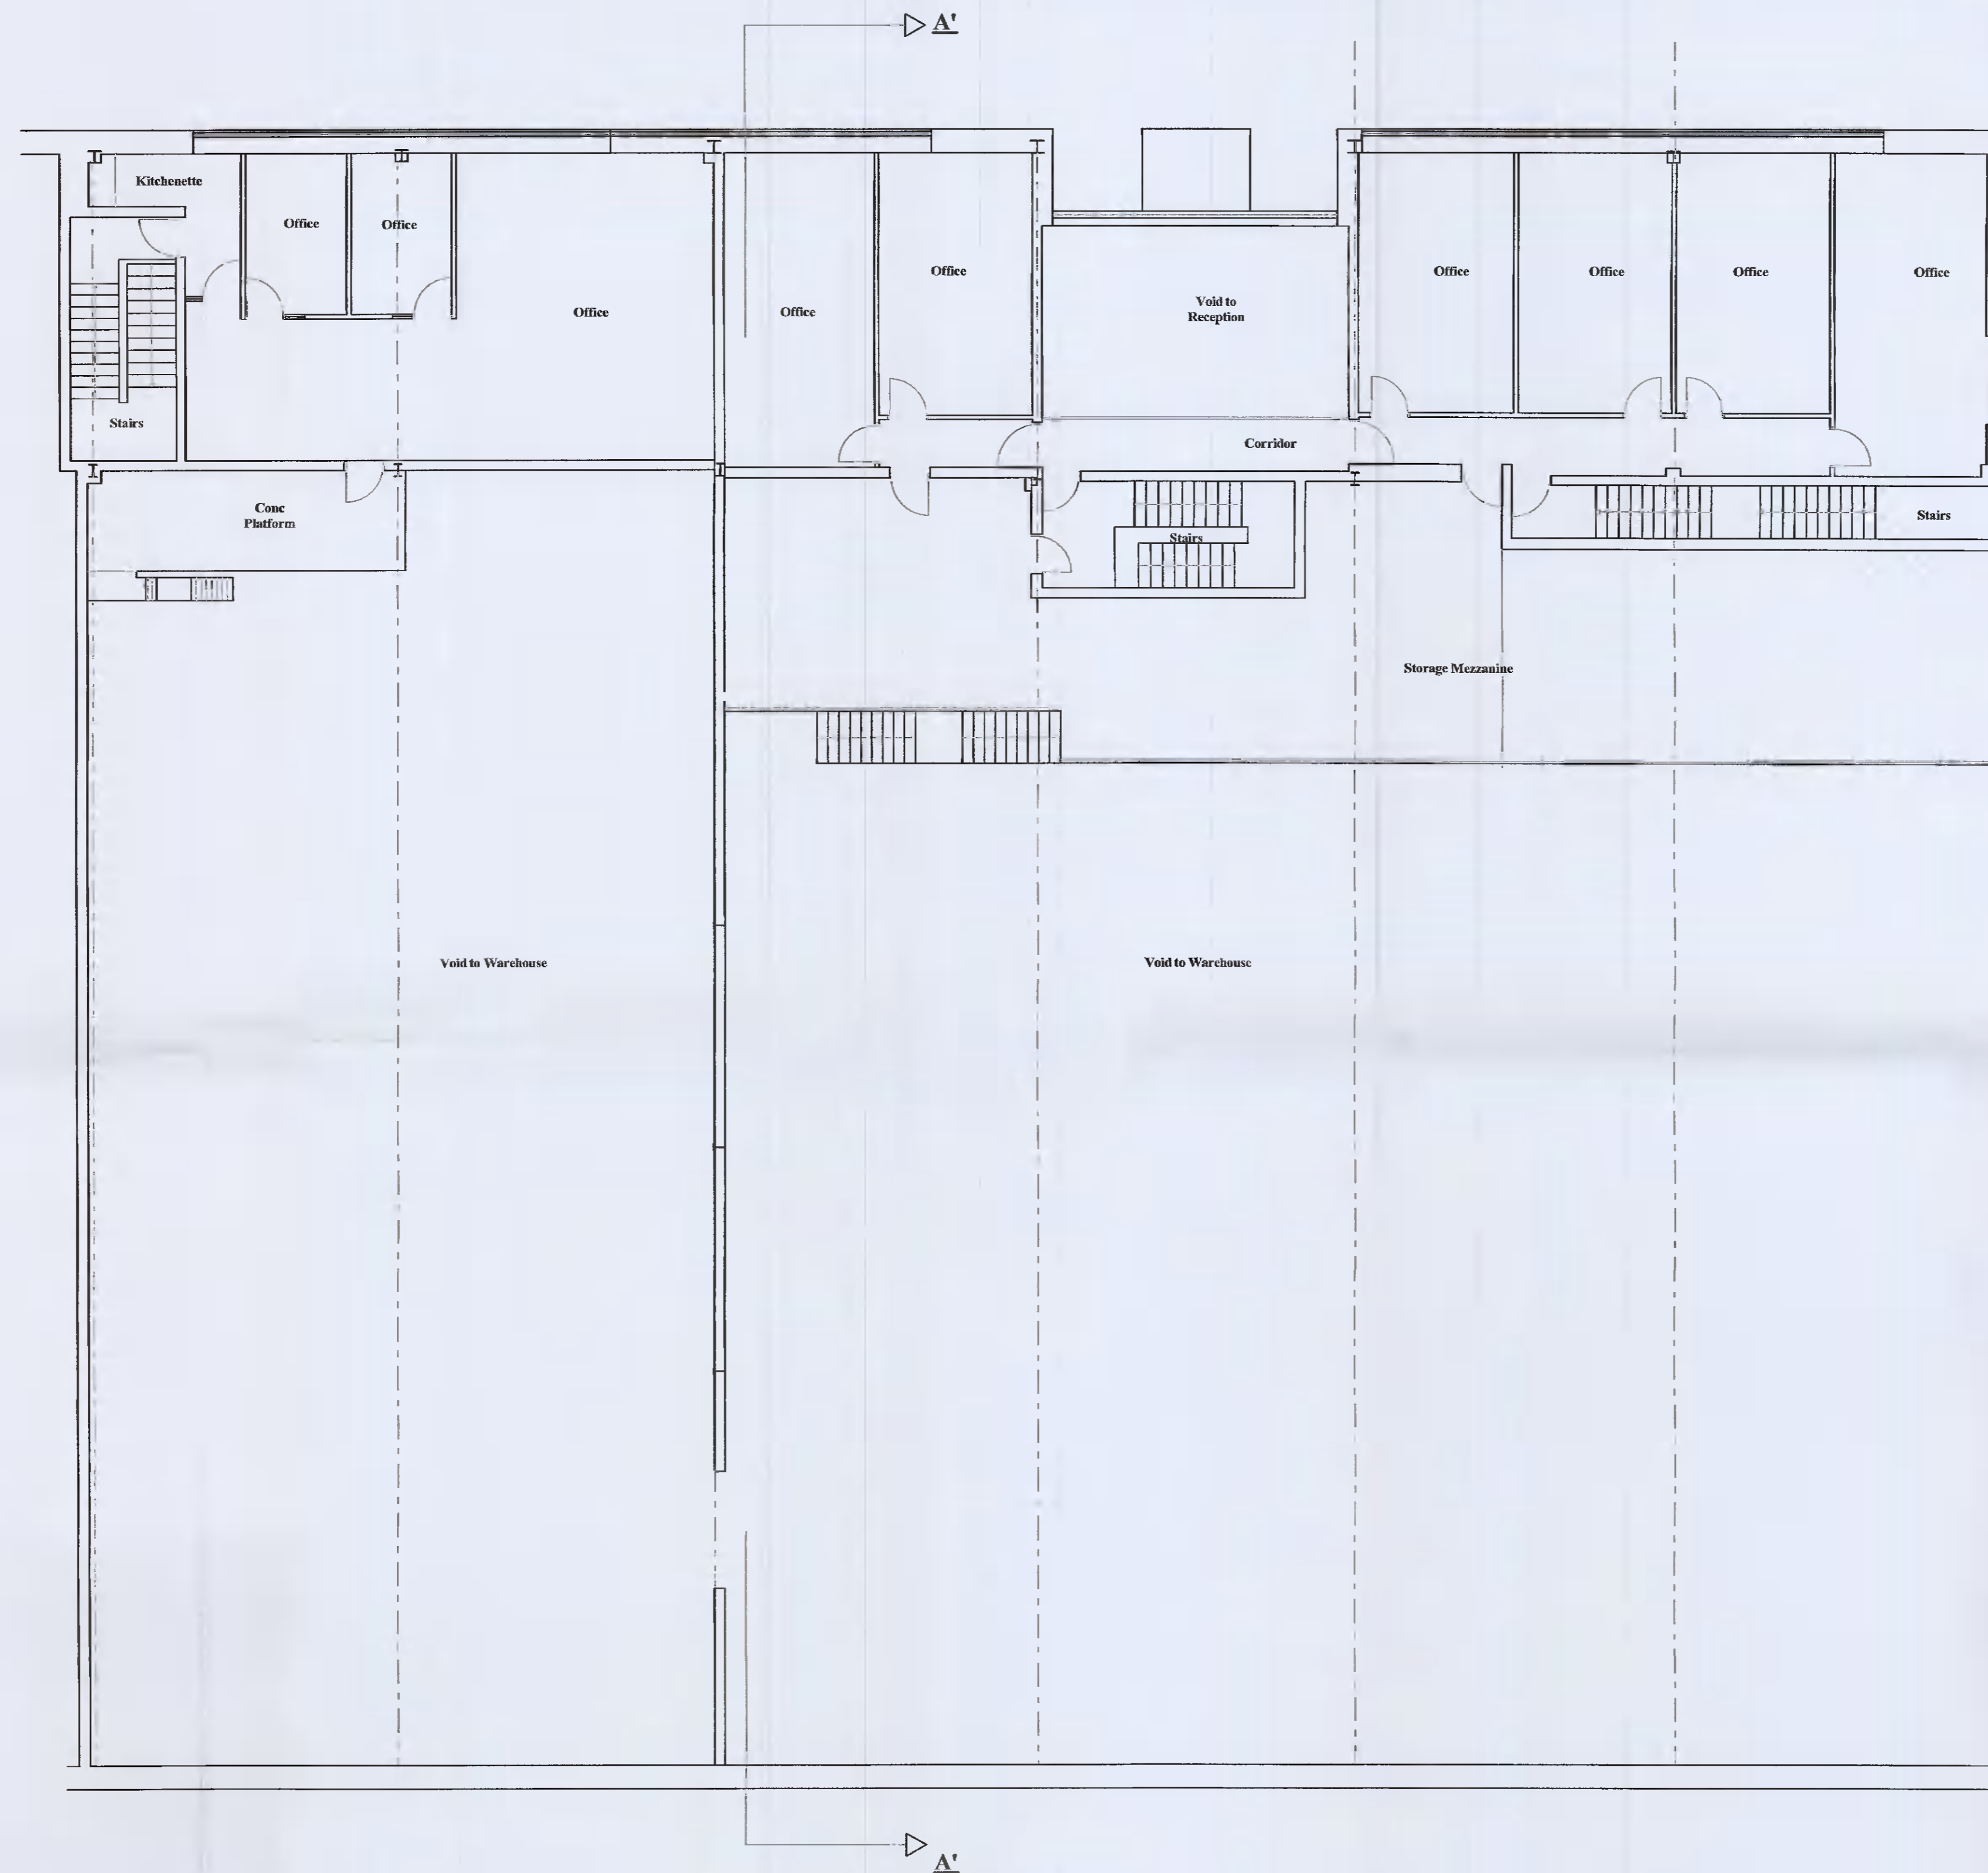 A'
Kitchenette
Office
Office
Office
Office
Office
Void to
Reception
Office
Office
Office
Office
Stairs
Corridor
Conc
Platform
Stairs
Stairs
Storage Mezzanine
Void to Warehouse
Void to Warehouse
A'